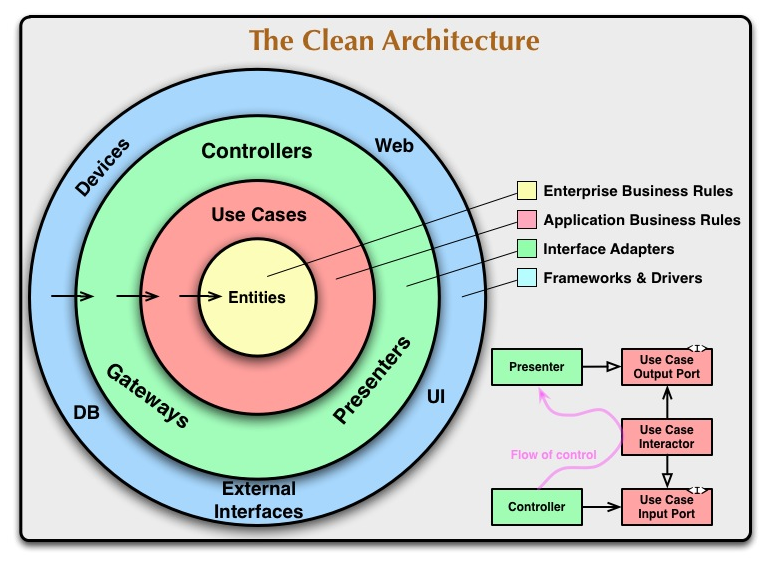 The Clean Architecture
Devices
Web
Controllers
Use Cases
Entities
Gateways
Presenters
DB
UI
External
Interfaces
Enterprise Business Rules
Application Business Rules
Interface Adapters
Frameworks & Drivers
Presenter
<I>
Use Case
Output Port
Use Case
Interactor
Flow of control
Controller
<I>
Use Case
Input Port